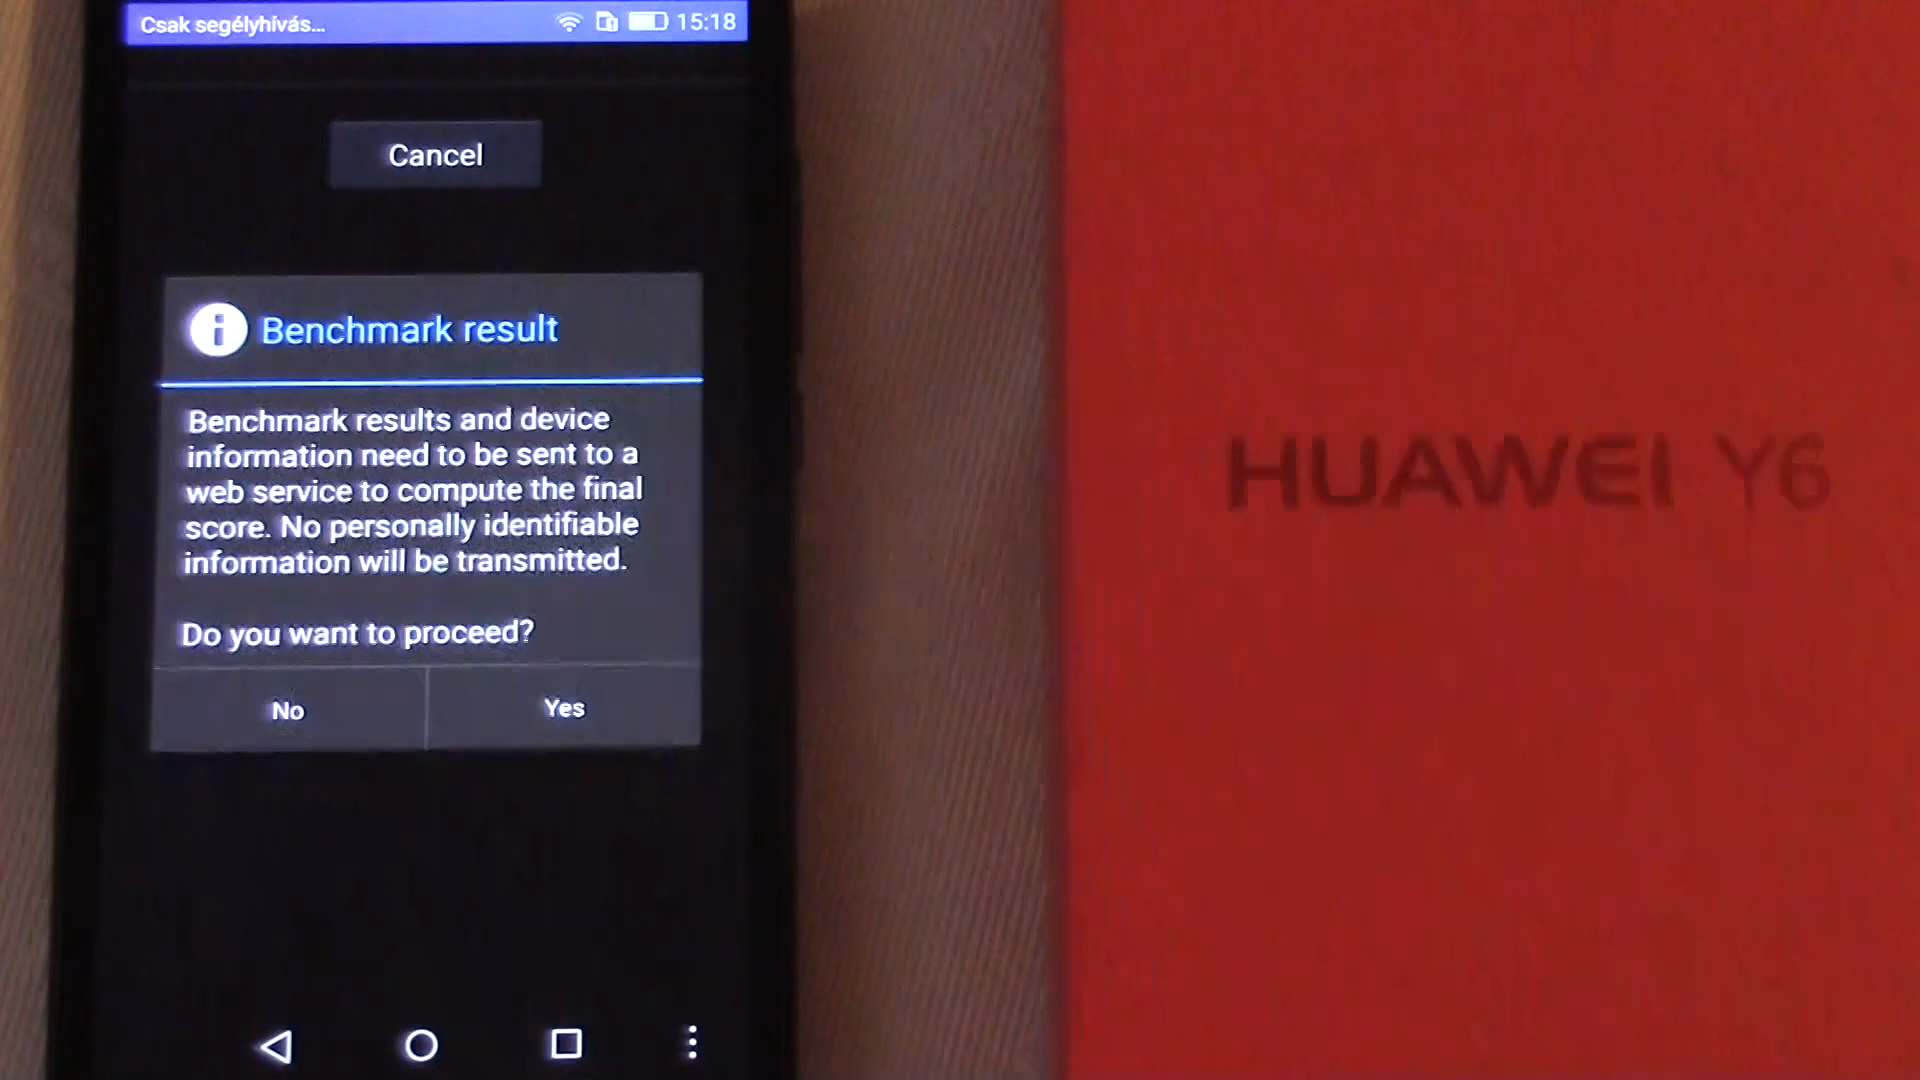 Csak segélyhívás...
15:18
Cancel
Benchmark result
Benchmark results and device
information need to be sent to a
web service to compute the final
score. No personally identifiable
information will be transmitted.
Do you want to proceed?
No
Yes
HUAWEI Y6